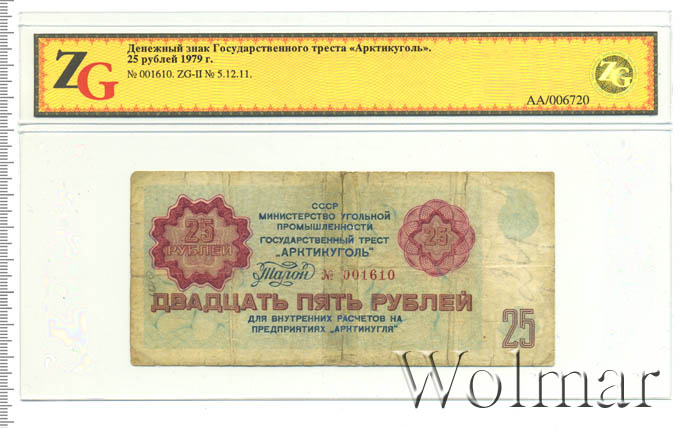 ZG
Денежный знак Государственного треста «Арктикуголь».
25 рублей 1979 г.
№ 001610. ZG-II № 5.12.11.
ZG
AA/006720
25
РУБЛЕЙ
СССР
МИНИСТЕРСТВО УГОЛЬНОЙ
ПРОМЫШЛЕННОСТИ
ГОСУДАРСТВЕННЫЙ ТРЕСТ
„АРКТИКУГОЛЬ"
Талон № 001610
25
ДВАДЦАТЬ ПЯТЬ РУБЛЕЙ
ДЛЯ ВНУТРЕННИХ РАСЧЕТОВ НА
ПРЕДПРИЯТИЯХ „АРКТИКУГЛЯ"
25
Wolmar